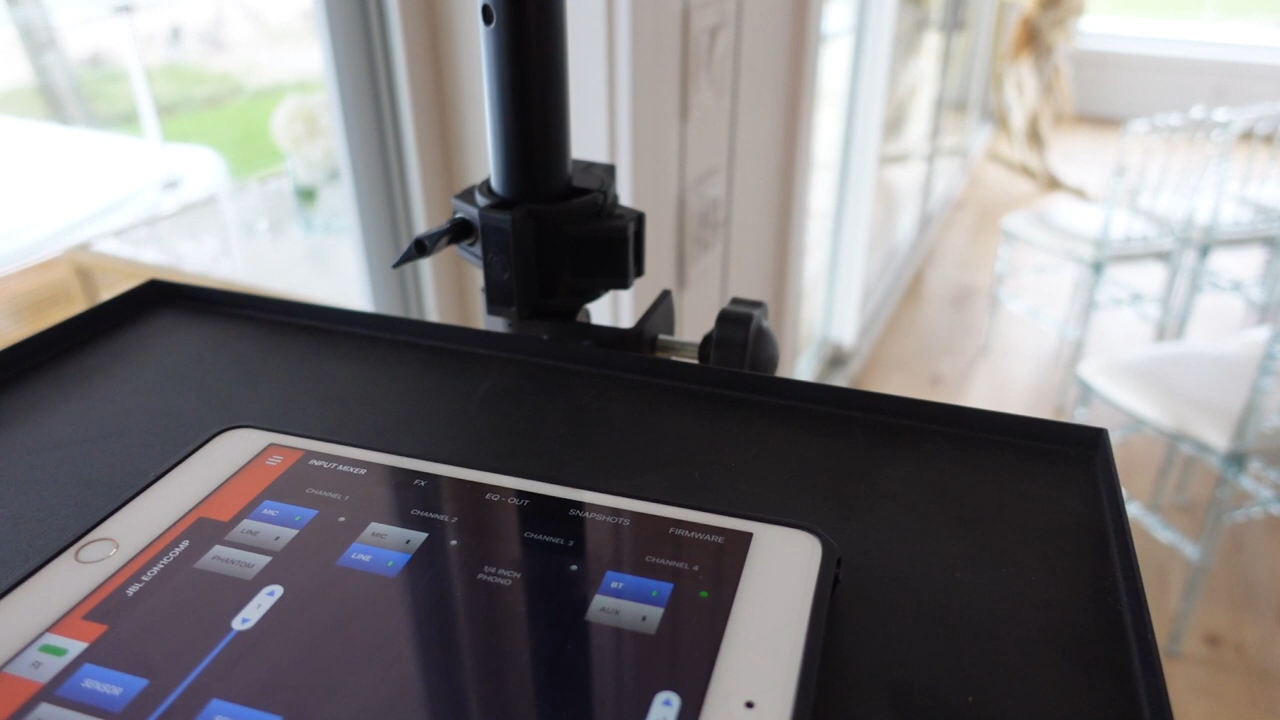 INPUT MIXER
FX
EQ - OUT
SNAPSHOTS
FIRMWARE
CHANNEL 1
CHANNEL 2
CHANNEL 3
CHANNEL 4
MIC
LINE
PHANTOM
MIC
LINE
1/4 INCH
PHONO
BT
AUX
JBL EON1COMP
SENSOR